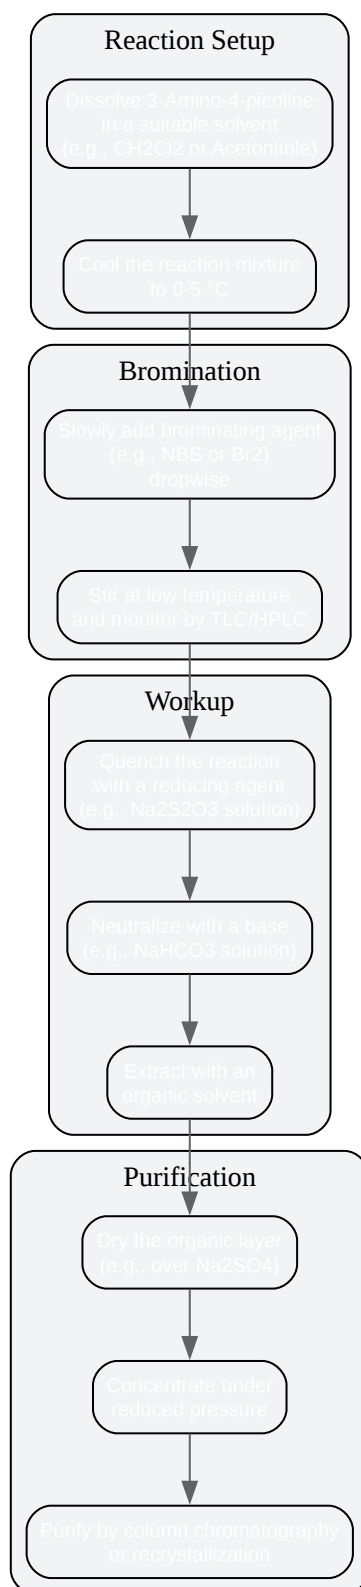 Reaction Setup
Dissolve 3-Amino-4-picoline
in a suitable solvent
(e.g., CH2Cl2 or Acetonitrile)
Cool the reaction mixture
to 0-5 °C
Bromination
Slowly add brominating agent
(e.g., NBS or Br2)
dropwise
Stir at low temperature
and monitor by TLC/HPLC
Workup
Quench the reaction
with a reducing agent
(e.g., Na2S2O3 solution)
Neutralize with a base
(e.g., NaHCO3 solution)
Extract with an
organic solvent
Purification
Dry the organic layer
(e.g., over Na2SO4)
Concentrate under
reduced pressure
Purify by column chromatography
or recrystallization